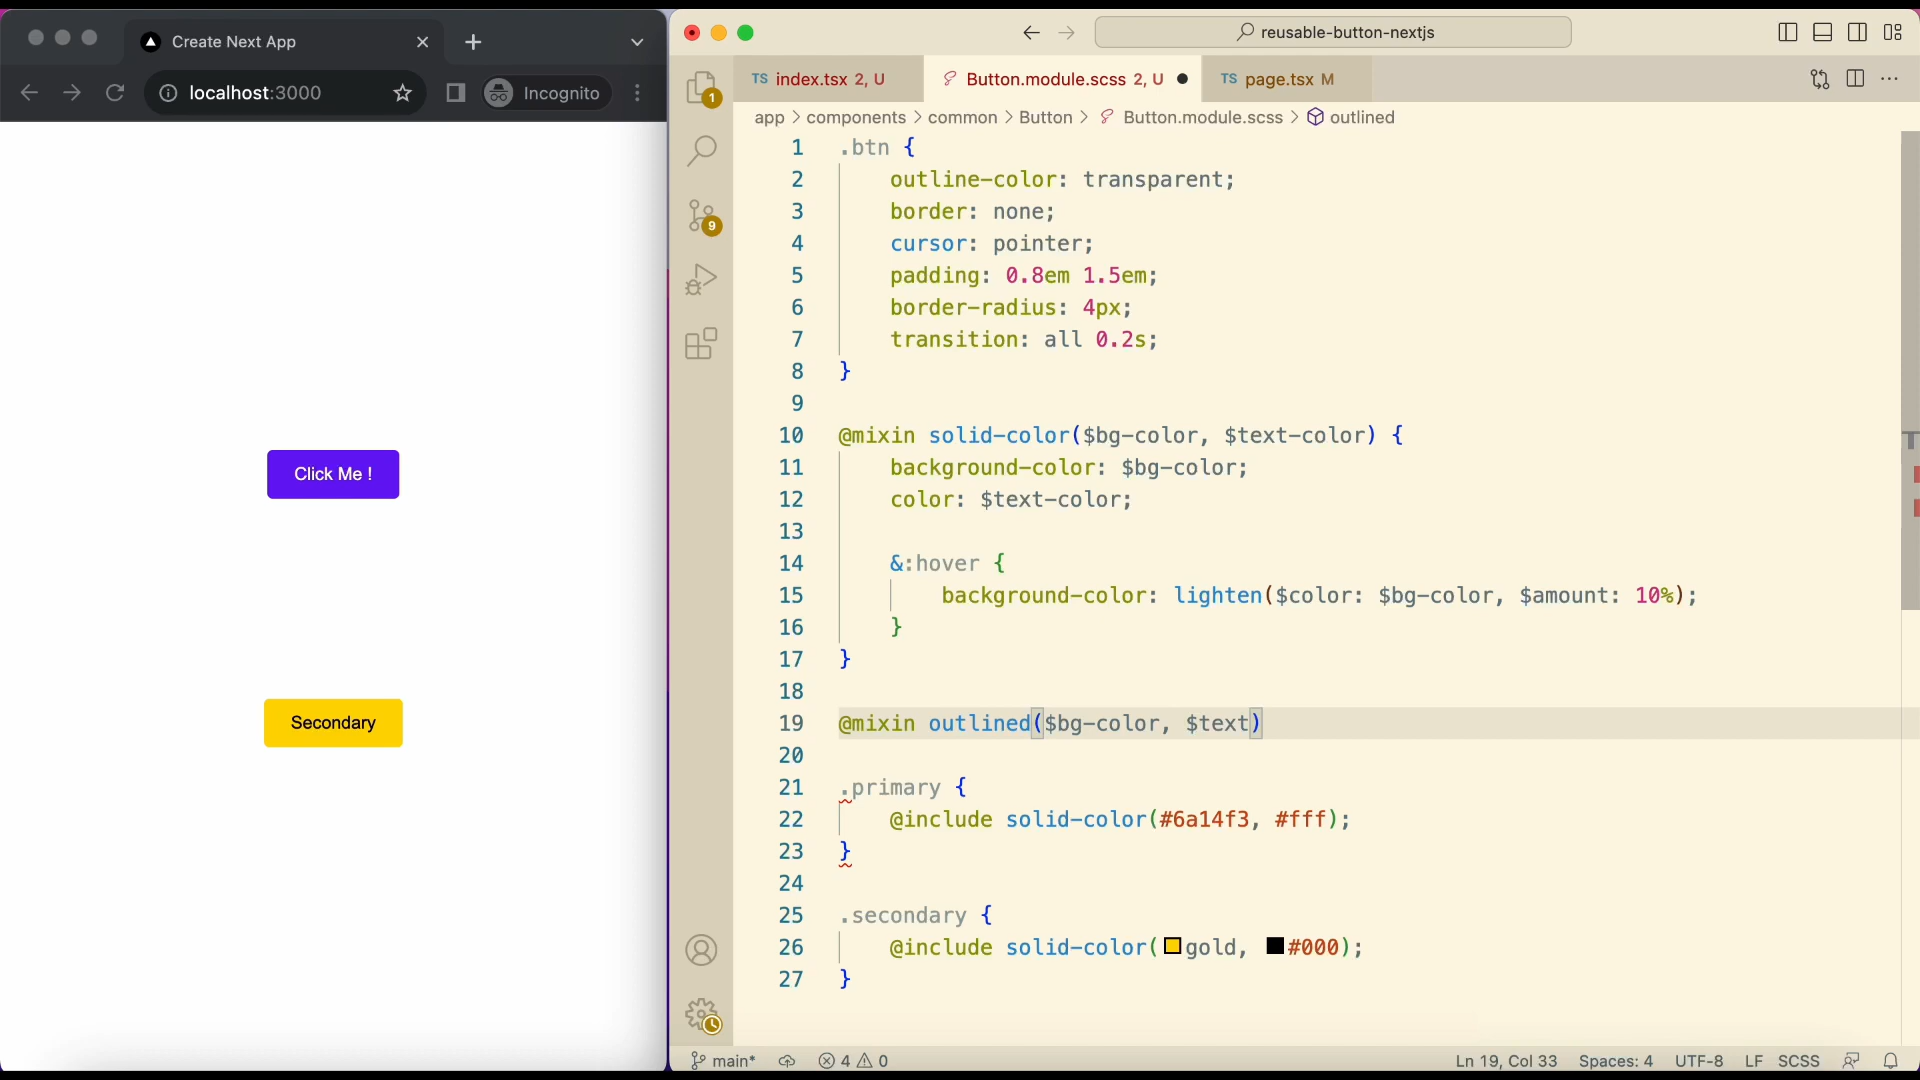 Create Next App
localhost:3000
Incognito
Click Me !
Secondary
reusable-button-nextjs
TS index.tsx 2, U
Button.module.scss 2, U
TS page.tsx M
app > components > common > Button > Button.module.scss > outlined
1
9
1 .btn {
2 outline-color: transparent;
3 border: none;
4 cursor: pointer;
5 padding: 0.8em 1.5em;
6 border-radius: 4px;
7 transition: all 0.2s;
8 }
9
10 @mixin solid-color($bg-color, $text-color) {
11 background-color: $bg-color;
12 color: $text-color;
13
14 &:hover {
15 background-color: lighten($color: $bg-color, $amount: 10%);
16 }
17 }
18
19 @mixin outlined($bg-color, $text)
20
21 .primary {
22 @include solid-color(#6a14f3, #fff);
23 }
24
25 .secondary {
26 @include solid-color(gold, #000);
27 }
main* 4 0 Ln 19, Col 33 Spaces: 4 UTF-8 LF SCSS